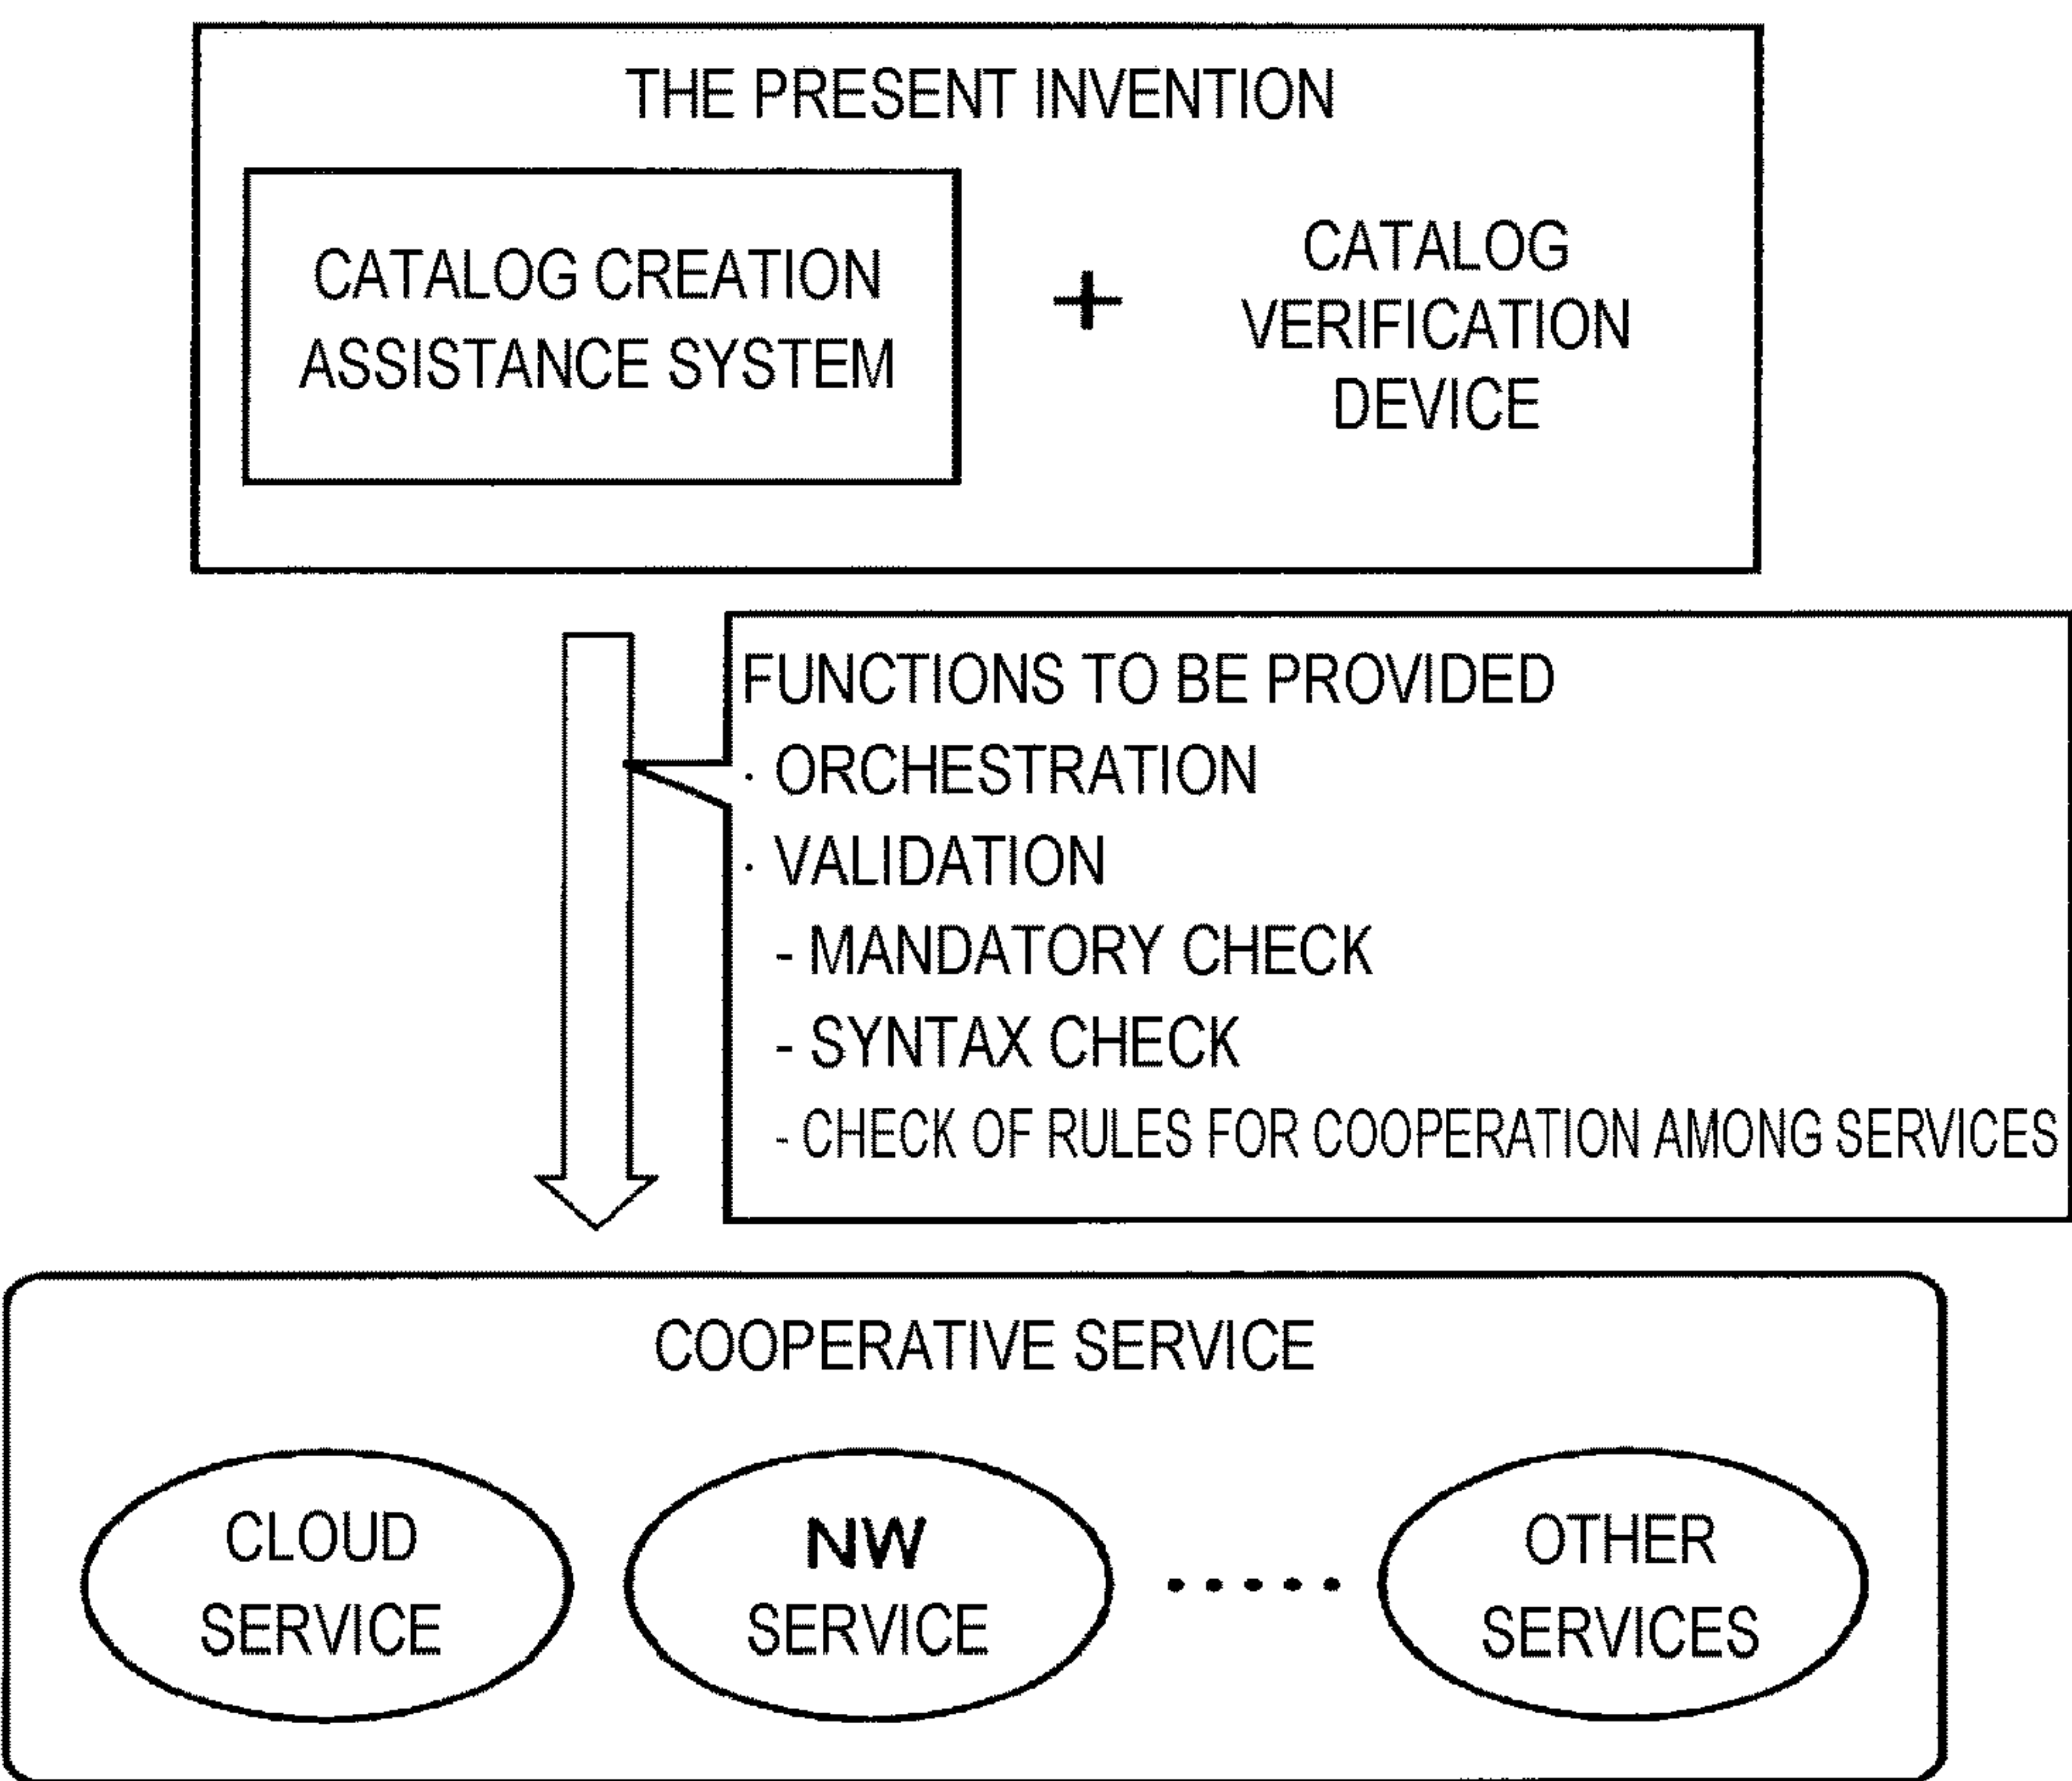 THE PRESENT INVENTION
CATALOG CREATION
ASSISTANCE SYSTEM
+
CATALOG
VERIFICATION
DEVICE
FUNCTIONS TO BE PROVIDED
· ORCHESTRATION
· VALIDATION
- MANDATORY CHECK
- SYNTAX CHECK
- CHECK OF RULES FOR COOPERATION AMONG SERVICES
COOPERATIVE SERVICE
CLOUD
SERVICE
NW
SERVICE
·····
OTHER
SERVICES